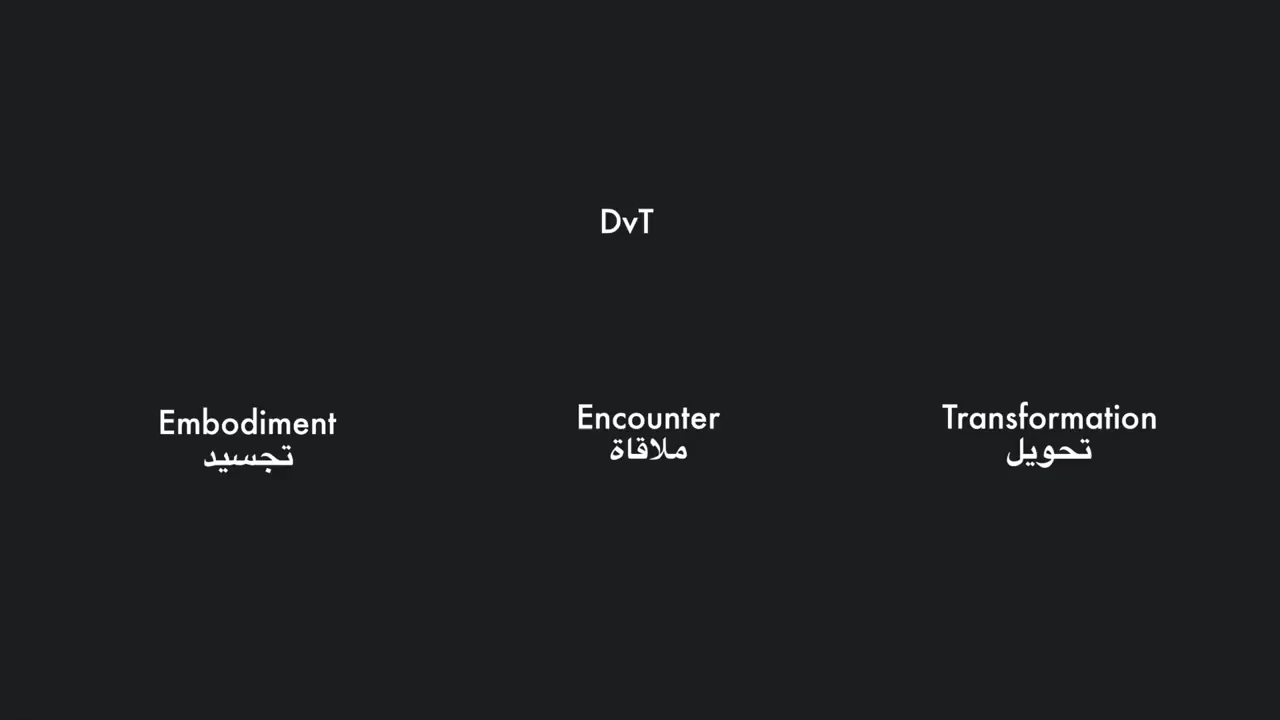 DvT
Embodiment
تجسيد
Encounter
ملاقاة
Transformation
تحويل